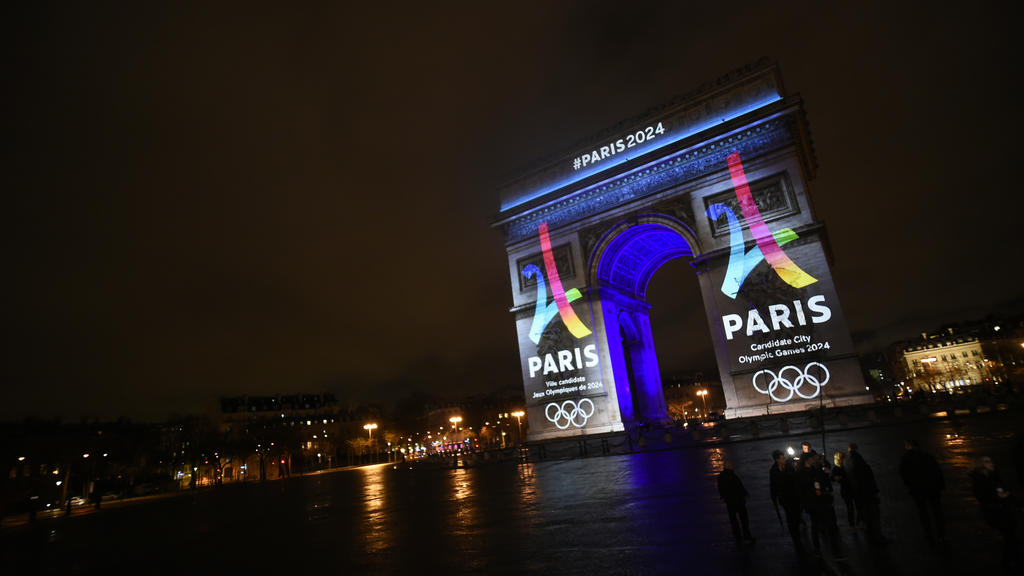 #PARIS2024
PARIS
Ville candidate
Jeux Olympiques de 2024
PARIS
Candidate City
Olympic Games 2024